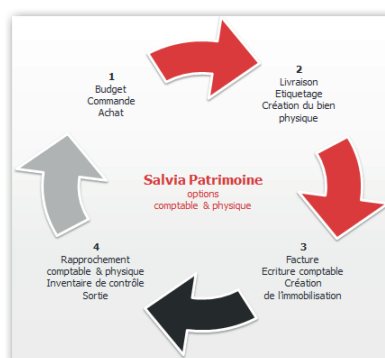 1
Budget
Commande
Achat
2
Livraison
Etiquetage
Création du bien
physique
Salvia Patrimoine
options
comptable & physique
3
Facture
Ecriture comptable
Création
de l'immobilisation
4
Rapprochement
comptable & physique
Inventaire de contrôle
Sortie